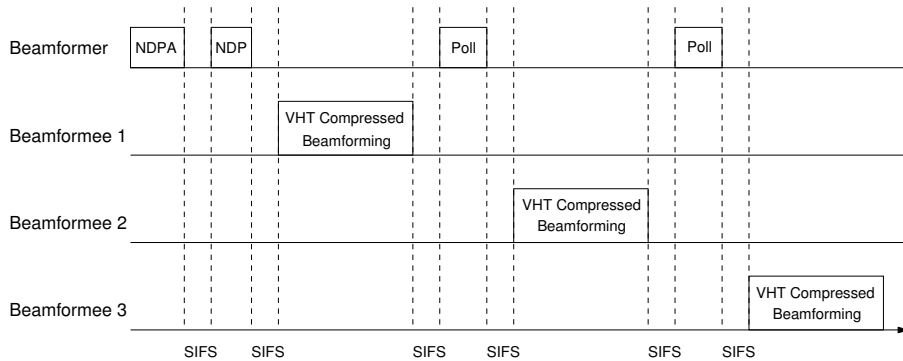 Beamformer
NDPA
NDP
Poll
Poll
Beamformee 1
VHT Compressed
Beamforming
Beamformee 2
VHT Compressed
Beamforming
Beamformee 3
VHT Compressed
Beamforming
SIFS
SIFS
SIFS
SIFS
SIFS
SIFS